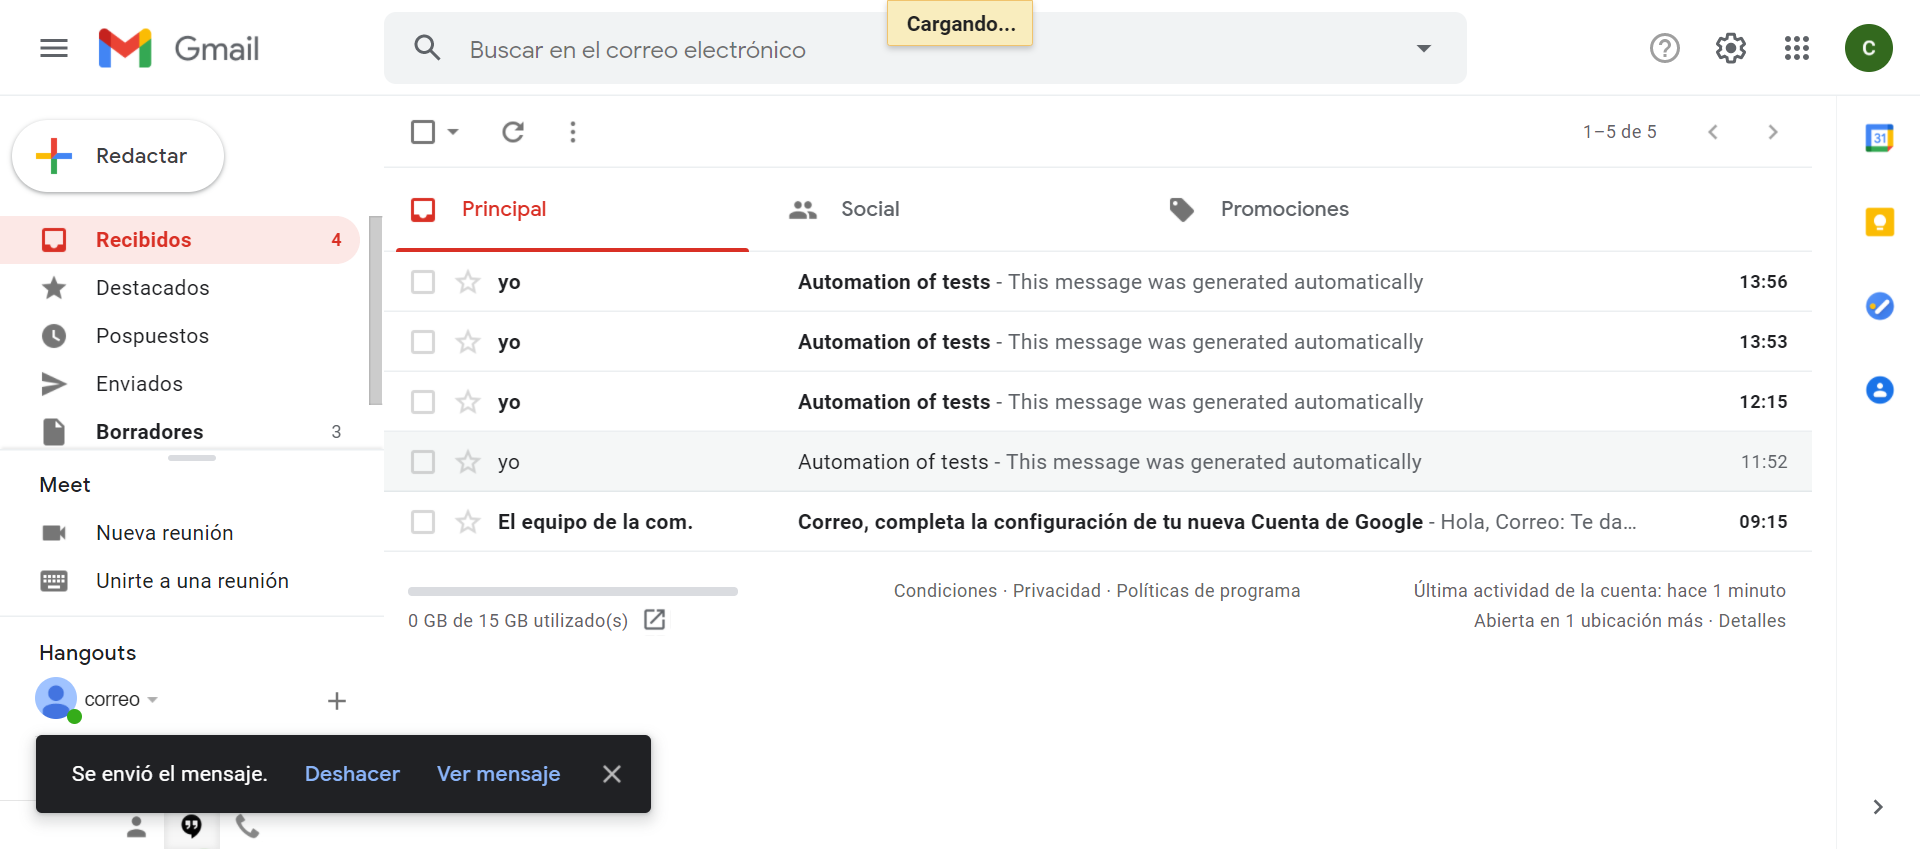 Gmail
Buscar en el correo electrónico
Cargando...
C
Redactar
1–5 de 5
31
Recibidos 4
Destacados
Pospuestos
Enviados
Borradores 3
Principal
Social
Promociones
yo Automation of tests - This message was generated automatically 13:56
yo Automation of tests - This message was generated automatically 13:53
yo Automation of tests - This message was generated automatically 12:15
yo Automation of tests - This message was generated automatically 11:52
El equipo de la com. Correo, completa la configuración de tu nueva Cuenta de Google - Hola, Correo: Te da... 09:15
Meet
Nueva reunión
Unirte a una reunión
0 GB de 15 GB utilizado(s)
Condiciones · Privacidad · Políticas de programa
Última actividad de la cuenta: hace 1 minuto
Abierta en 1 ubicación más · Detalles
Hangouts
correo
Se envió el mensaje. Deshacer Ver mensaje